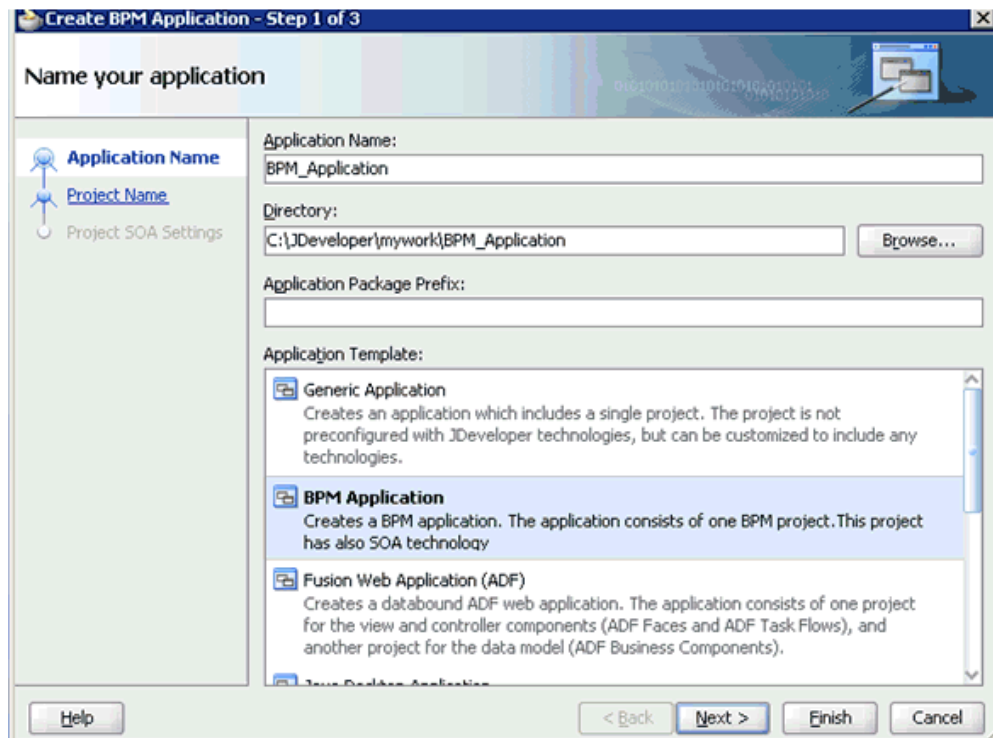 Create BPM Application - Step 1 of 3
Name your application
Application Name
Project Name
Project SOA Settings
Application Name:
BPM_Application
Directory:
C:\JDeveloper\mywork\BPM_Application
Browse...
Application Package Prefix:
Application Template:
Generic Application
Creates an application which includes a single project. The project is not
preconfigured with JDeveloper technologies, but can be customized to include any
technologies.
BPM Application
Creates a BPM application. The application consists of one BPM project.This project
has also SOA technology
Fusion Web Application (ADF)
Creates a databound ADF web application. The application consists of one project
for the view and controller components (ADF Faces and ADF Task Flows), and
another project for the data model (ADF Business Components).
Java Desktop Application
Help
< Back
Next >
Finish
Cancel